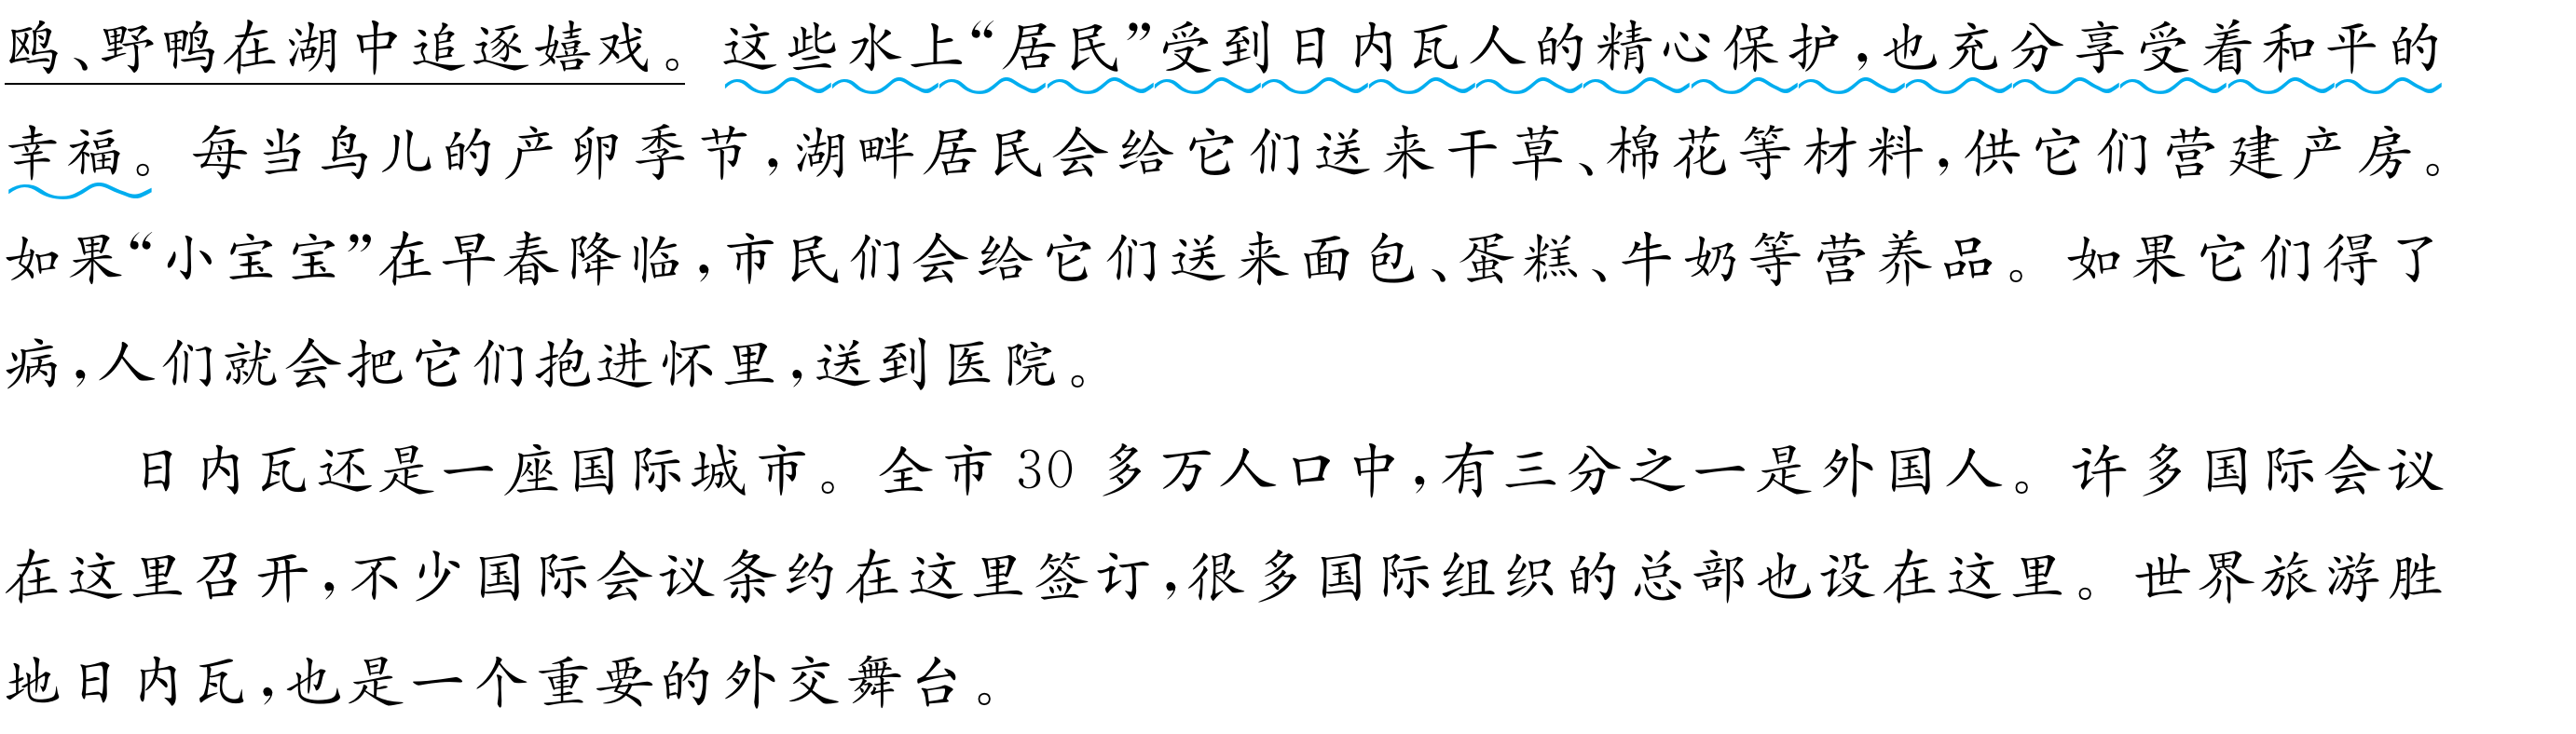 鸥、野鸭在湖中追逐嬉戏。这些水上“居民”受到日内瓦人的精心保护，也充分享受着和平的
幸福。每当鸟儿的产卵季节，湖畔居民会给它们送来干草、棉花等材料，供它们营建产房。
如果“小宝宝”在早春降临，市民们会给它们送来面包、蛋糕、牛奶等营养品。如果它们得了
病，人们就会把它们抱进怀里，送到医院。
日内瓦还是一座国际城市。全市 30 多万人口中，有三分之一是外国人。许多国际会议
在这里召开，不少国际会议条约在这里签订，很多国际组织的总部也设在这里。世界旅游胜
地日内瓦，也是一个重要的外交舞台。